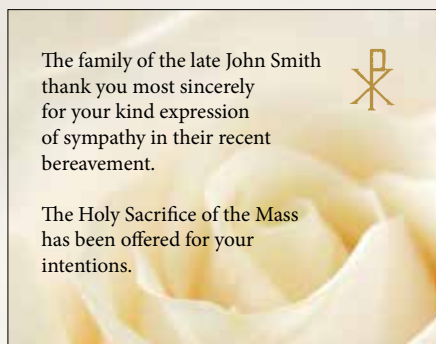 The family of the late John Smith
thank you most sincerely
for your kind expression
of sympathy in their recent
bereavement.
The Holy Sacrifice of the Mass
has been offered for your
intentions.